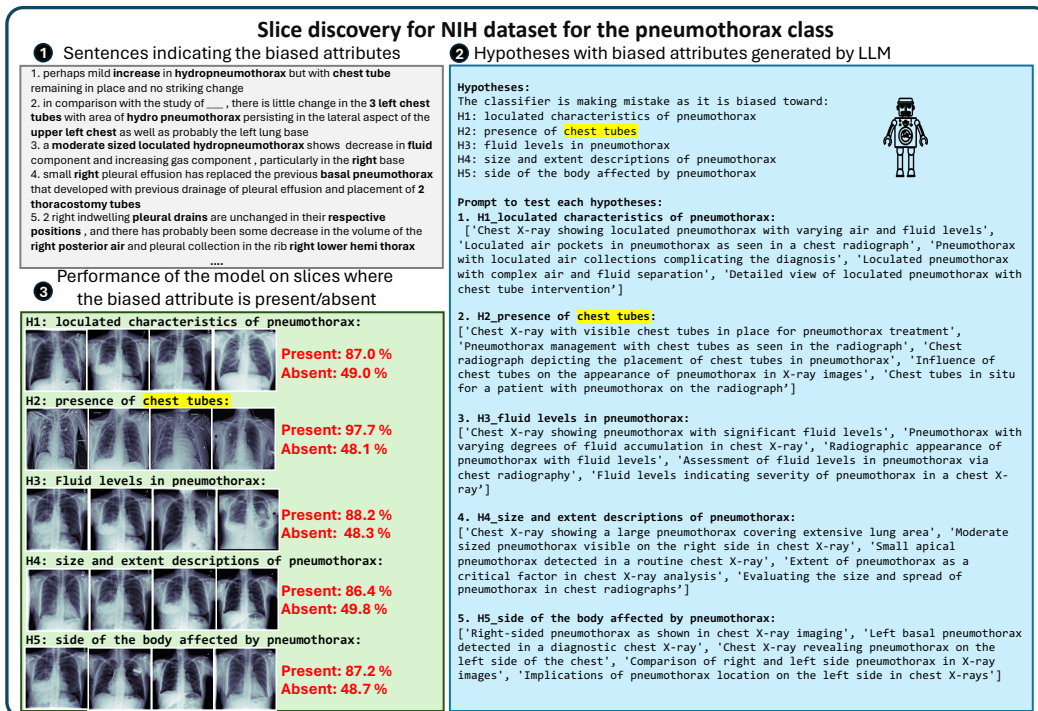 Slice discovery for NIH dataset for the pneumothorax class
1 Sentences indicating the biased attributes
1. perhaps mild increase in hydropneumothorax but with chest tube
remaining in place and no striking change
2. in comparison with the study of ___ , there is little change in the 3 left chest
tubes with area of hydro pneumothorax persisting in the lateral aspect of the
upper left chest as well as probably the left lung base
3. a moderate sized loculated hydropneumothorax shows decrease in fluid
component and increasing gas component , particularly in the right base
4. small right pleural effusion has replaced the previous basal pneumothorax
that developed with previous drainage of pleural effusion and placement of 2
thoracostomy tubes
5. 2 right indwelling pleural drains are unchanged in their respective
positions , and there has probably been some decrease in the volume of the
right posterior air and pleural collection in the rib right lower hemi thorax
....
3 Performance of the model on slices where
the biased attribute is present/absent
H1: loculated characteristics of pneumothorax:
Present: 87.0 %
Absent: 49.0 %
H2: presence of chest tubes:
Present: 97.7 %
Absent: 48.1 %
H3: Fluid levels in pneumothorax:
Present: 88.2 %
Absent: 48.3 %
H4: size and extent descriptions of pneumothorax:
Present: 86.4 %
Absent: 49.8 %
H5: side of the body affected by pneumothorax:
Present: 87.2 %
Absent: 48.7 %
2 Hypotheses with biased attributes generated by LLM
Hypotheses:
The classifier is making mistake as it is biased toward:
H1: loculated characteristics of pneumothorax
H2: presence of chest tubes
H3: fluid levels in pneumothorax
H4: size and extent descriptions of pneumothorax
H5: side of the body affected by pneumothorax
Prompt to test each hypotheses:
1. H1_loculated characteristics of pneumothorax:
['Chest X-ray showing loculated pneumothorax with varying air and fluid levels',
'Loculated air pockets in pneumothorax as seen in a chest radiograph', 'Pneumothorax
with loculated air collections complicating the diagnosis', 'Loculated pneumothorax
with complex air and fluid separation', 'Detailed view of loculated pneumothorax with
chest tube intervention’]
2. H2_presence of chest tubes:
['Chest X-ray with visible chest tubes in place for pneumothorax treatment',
'Pneumothorax management with chest tubes as seen in the radiograph', 'Chest
radiograph depicting the placement of chest tubes in pneumothorax', 'Influence of
chest tubes on the appearance of pneumothorax in X-ray images', 'Chest tubes in situ
for a patient with pneumothorax on the radiograph’]
3. H3_fluid levels in pneumothorax:
['Chest X-ray showing pneumothorax with significant fluid levels', 'Pneumothorax with
varying degrees of fluid accumulation in chest X-ray', 'Radiographic appearance of
pneumothorax with fluid levels', 'Assessment of fluid levels in pneumothorax via
chest radiography', 'Fluid levels indicating severity of pneumothorax in a chest X-
ray’]
4. H4_size and extent descriptions of pneumothorax:
['Chest X-ray showing a large pneumothorax covering extensive lung area', 'Moderate
sized pneumothorax visible on the right side in chest X-ray', 'Small apical
pneumothorax detected in a routine chest X-ray', 'Extent of pneumothorax as a
critical factor in chest X-ray analysis', 'Evaluating the size and spread of
pneumothorax in chest radiographs’]
5. H5_side of the body affected by pneumothorax:
['Right-sided pneumothorax as shown in chest X-ray imaging', 'Left basal pneumothorax
detected in a diagnostic chest X-ray', 'Chest X-ray revealing pneumothorax on the
left side of the chest', 'Comparison of right and left side pneumothorax in X-ray
images', 'Implications of pneumothorax location on the left side in chest X-rays']